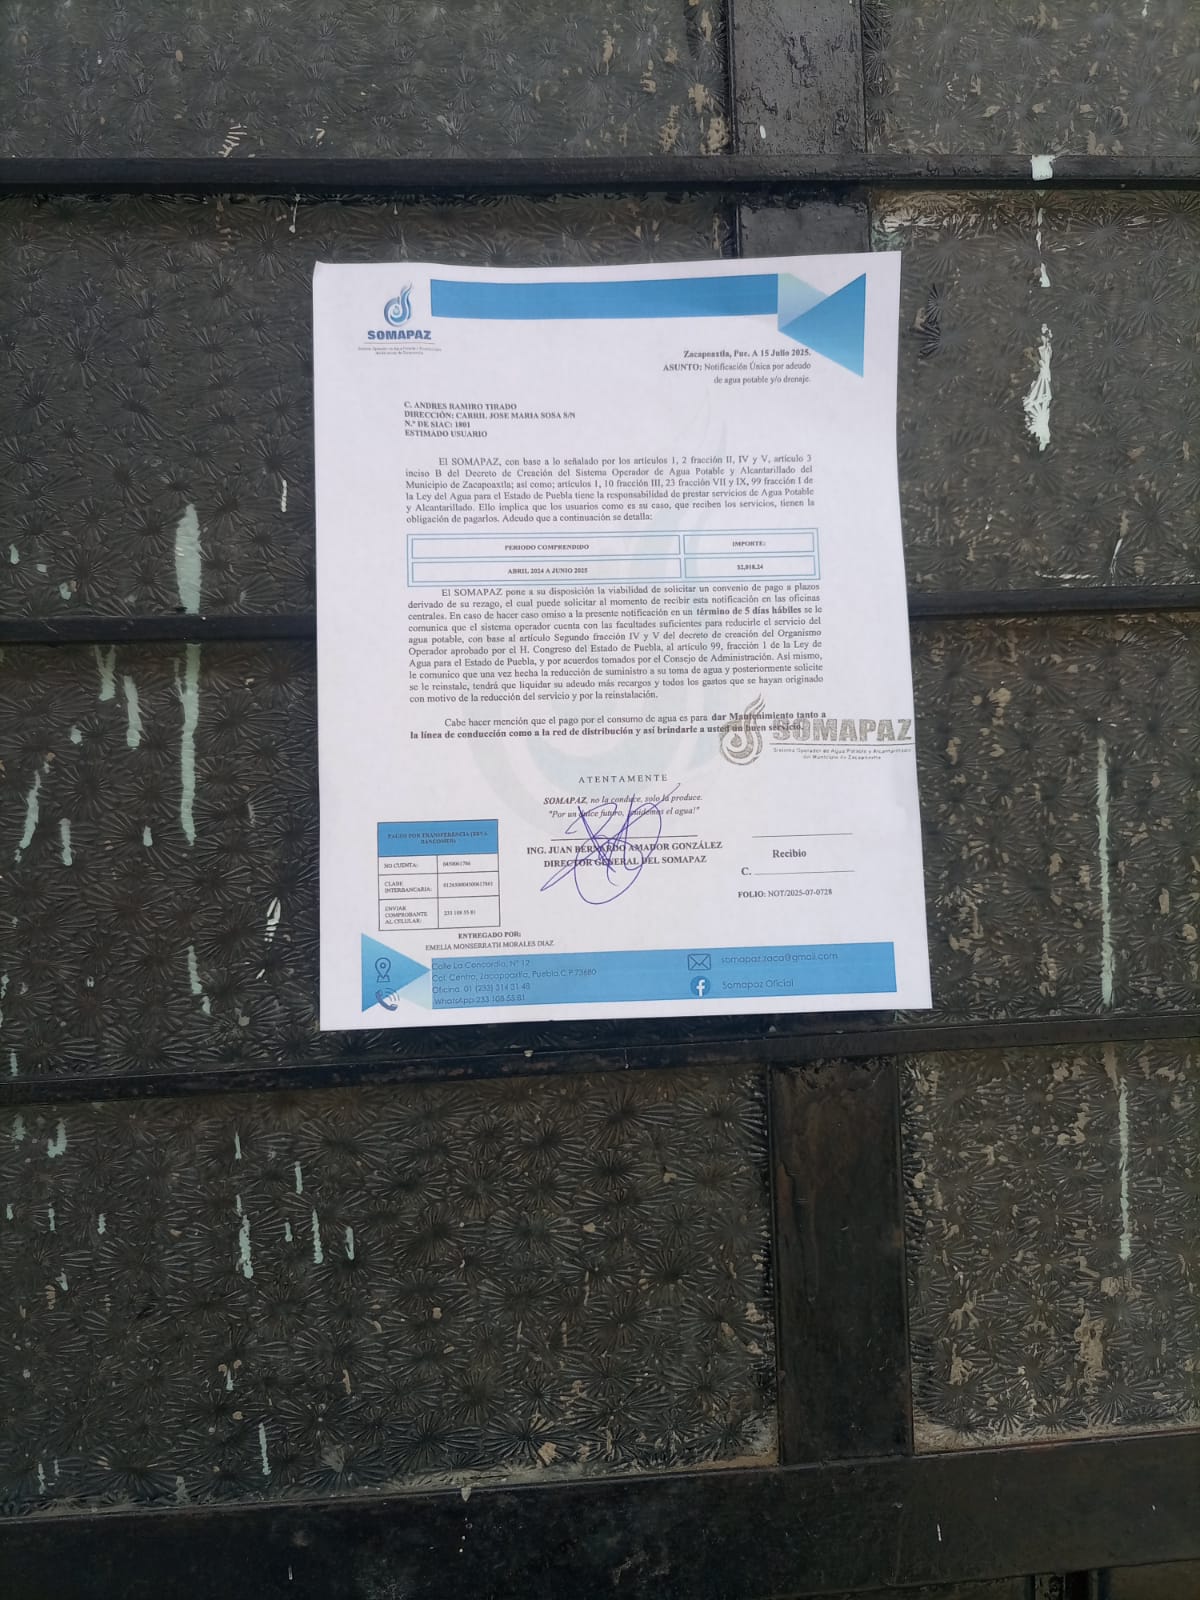 SOMAPAZ
Zacapoaxtla, Pue. A 15 Julio 2025.
ASUNTO: Notificación Única por adeudo
de agua potable y/o drenaje.
C. ANDRES RAMIRO TIRADO
DIRECCIÓN: CARRIL JOSE MARIA SOSA S/N
N.º DE SIAC: 1801
ESTIMADO USUARIO
El SOMAPAZ, con base a lo señalado por los artículos 1, 2 fracción II, IV y V, artículo 3
inciso B del Decreto de Creación del Sistema Operador de Agua Potable y Alcantarillado del
Municipio de Zacapoaxtla; así como; artículos 1, 10 fracción III, 23 fracción VII y IX, 99 fracción I de
la Ley del Agua para el Estado de Puebla tiene la responsabilidad de prestar servicios de Agua Potable
y Alcantarillado. Ello implica que los usuarios como es su caso, que reciben los servicios, tienen la
obligación de pagarlos. Adeudo que a continuación se detalla:
PERIODO COMPRENDIDO IMPORTE:
ABRIL 2024 A JUNIO 2025
El SOMAPAZ pone a su disposición la viabilidad de solicitar un convenio de pago a plazos
derivado de su rezago, el cual puede solicitar al momento de recibir esta notificación en las oficinas
centrales. En caso de hacer caso omiso a la presente notificación en un término de 5 días hábiles se le
comunica que el sistema operador cuenta con las facultades suficientes para reducirle el servicio del
agua potable, con base al artículo Segundo fracción IV y V del decreto de creación del Organismo
Operador aprobado por el H. Congreso del Estado de Puebla, al artículo 99, fracción 1 de la Ley de
Agua para el Estado de Puebla, y por acuerdos tomados por el Consejo de Administración. Así mismo,
le comunico que una vez hecha la reducción de suministro a su toma de agua y posteriormente solicite
se le reinstale, tendrá que liquidar su adeudo más recargos y todos los gastos que se hayan originado
con motivo de la reducción del servicio y por la reinstalación.
Cabe hacer mención que el pago por el consumo de agua es para dar Mantenimiento tanto a
la línea de conducción como a la red de distribución y así brindarle a usted un buen servicio.
SOMAPAZ
Sistema Operador de Agua Potable y Alcantarillado
del Municipio de Zacapoaxtla
ATENTAMENTE
SOMAPAZ, no la conduce, solo la produce.
"Por un dulce futuro, ¡cuidemos el agua!"
ING. JUAN BERNARDO AMADOR GONZÁLEZ
DIRECTOR GENERAL DEL SOMAPAZ
Recibio
C.
FOLIO: NOT/2025-07-0728
PAGOS POR TRANSFERENCIA (BBVA
BANCOMER)
NO CUENTA:
CLABE
INTERBANCARIA:
ENVIAR
COMPROBANTE
AL CELULAR: 233 108 55 81
ENTREGADO POR:
EMELIA MONSERRATH MORALES DIAZ
Calle La Concordia, N° 12
Col. Centro, Zacapoaxtla, Puebla C.P 73680
Oficina. 01 (233) 314 31 48
WhatsApp 233 108 55 81
somapaz.zaca@gmail.com
Somapaz Oficial